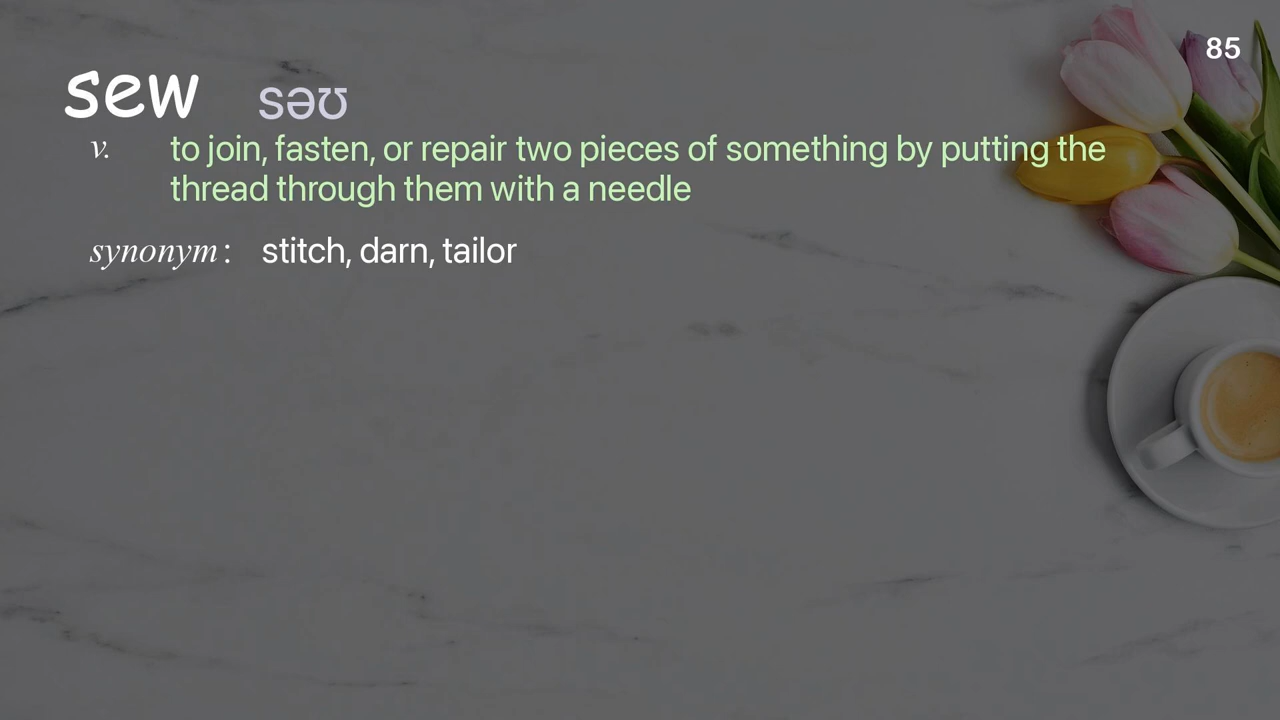 85
sew səʊ
v. to join, fasten, or repair two pieces of something by putting the
thread through them with a needle
synonym : stitch, darn, tailor